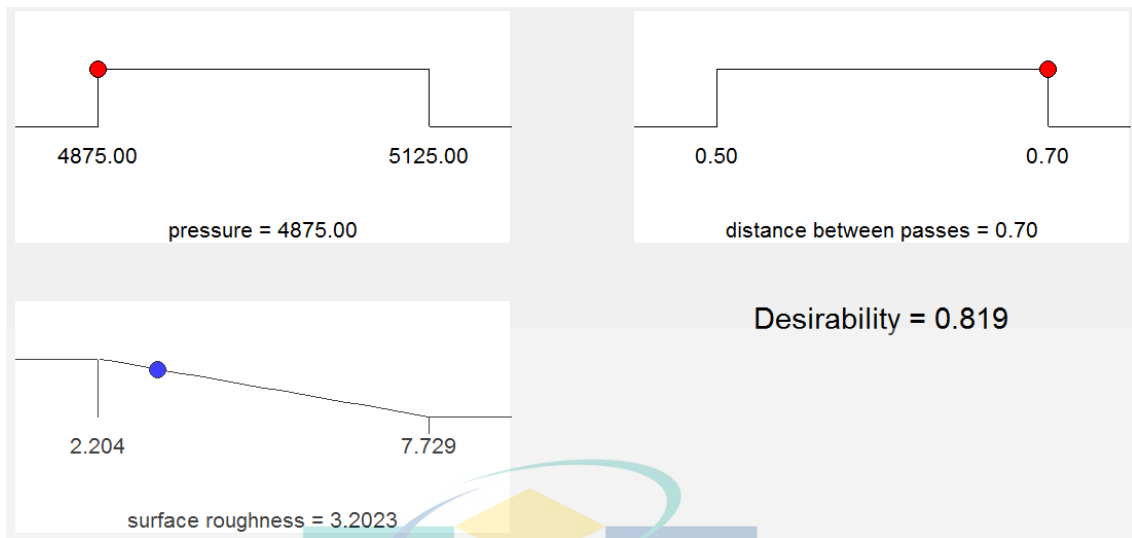 4875.00 5125.00
pressure = 4875.00
0.50 0.70
distance between passes = 0.70
2.204 7.729
surface roughness = 3.2023
Desirability = 0.819